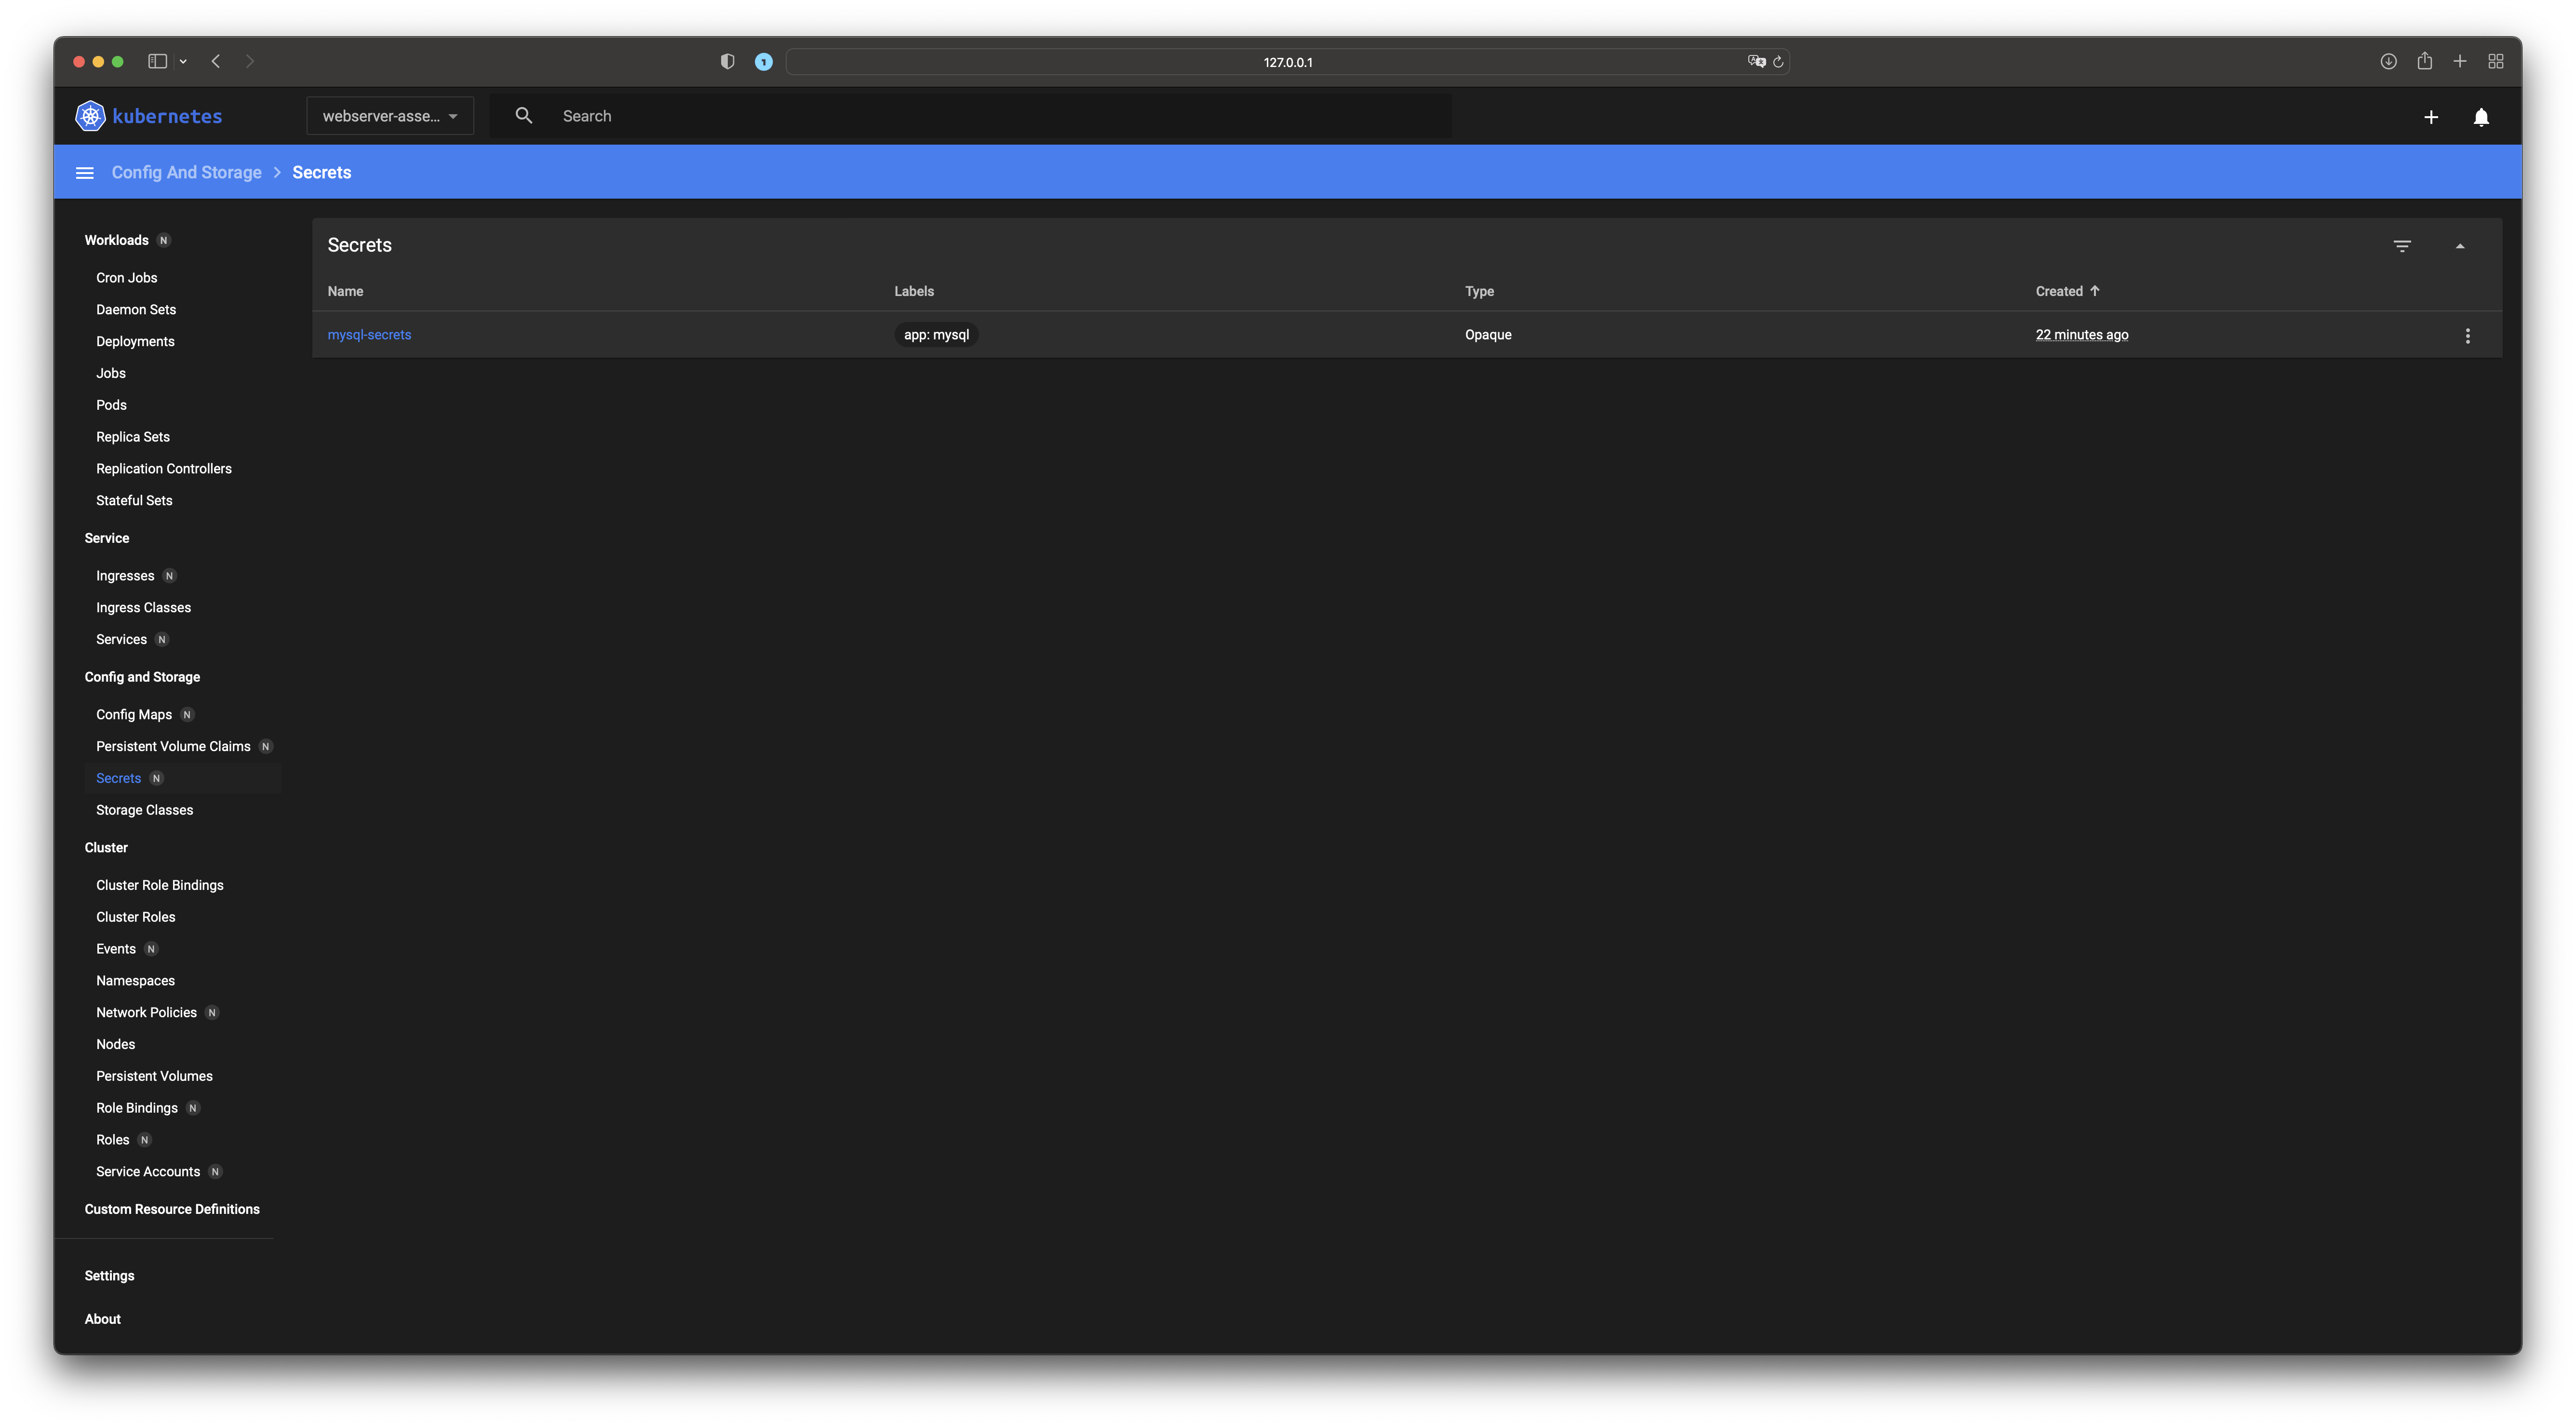 127.0.0.1
kubernetes
webserver-asse...
Search
Config And Storage > Secrets
Workloads N
Cron Jobs
Daemon Sets
Deployments
Jobs
Pods
Replica Sets
Replication Controllers
Stateful Sets
Service
Ingresses N
Ingress Classes
Services N
Config and Storage
Config Maps N
Persistent Volume Claims N
Secrets N
Storage Classes
Cluster
Cluster Role Bindings
Cluster Roles
Events N
Namespaces
Network Policies N
Nodes
Persistent Volumes
Role Bindings N
Roles N
Service Accounts N
Custom Resource Definitions
Settings
About
Secrets
Name Labels Type Created
mysql-secrets app: mysql Opaque 22 minutes ago